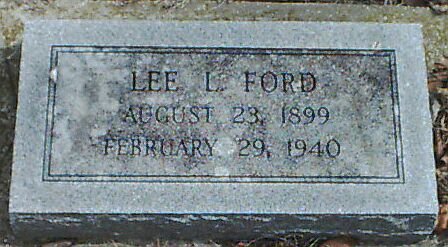 LEE L. FORD
AUGUST 23, 1899
FEBRUARY 29, 1940